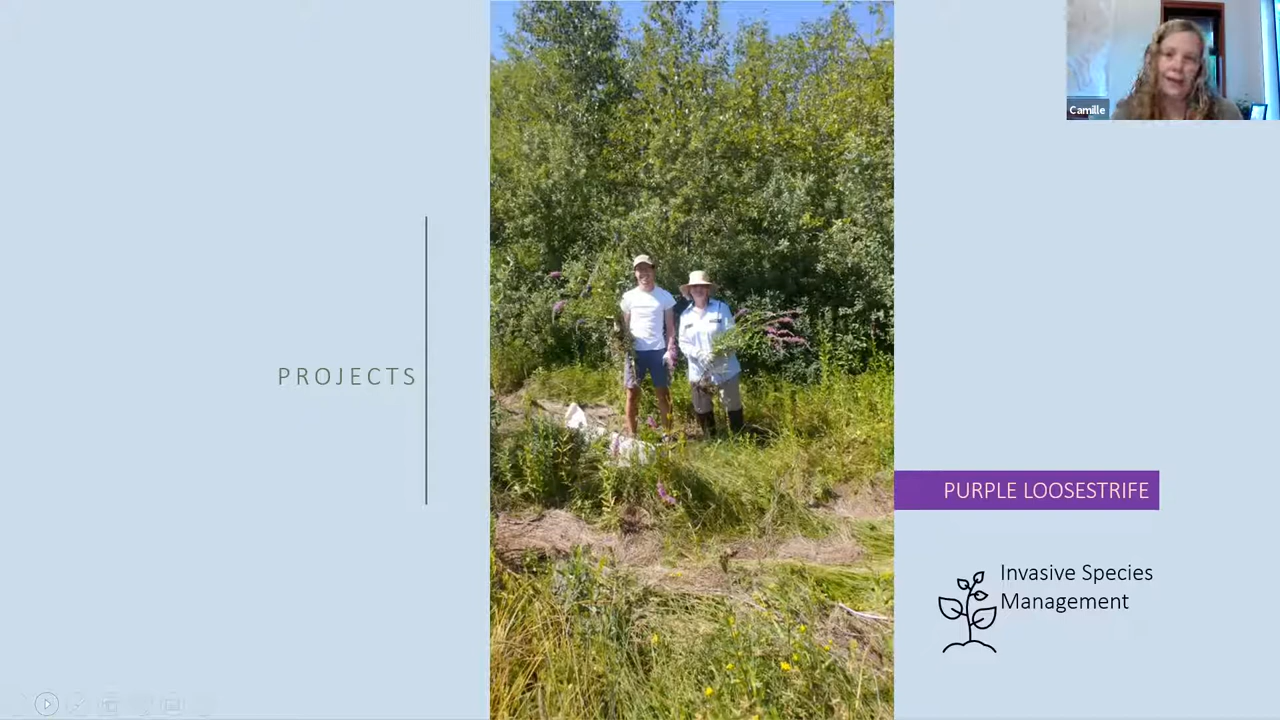 Camille
PROJECTS
PURPLE LOOSESTRIFE
Invasive Species
Management